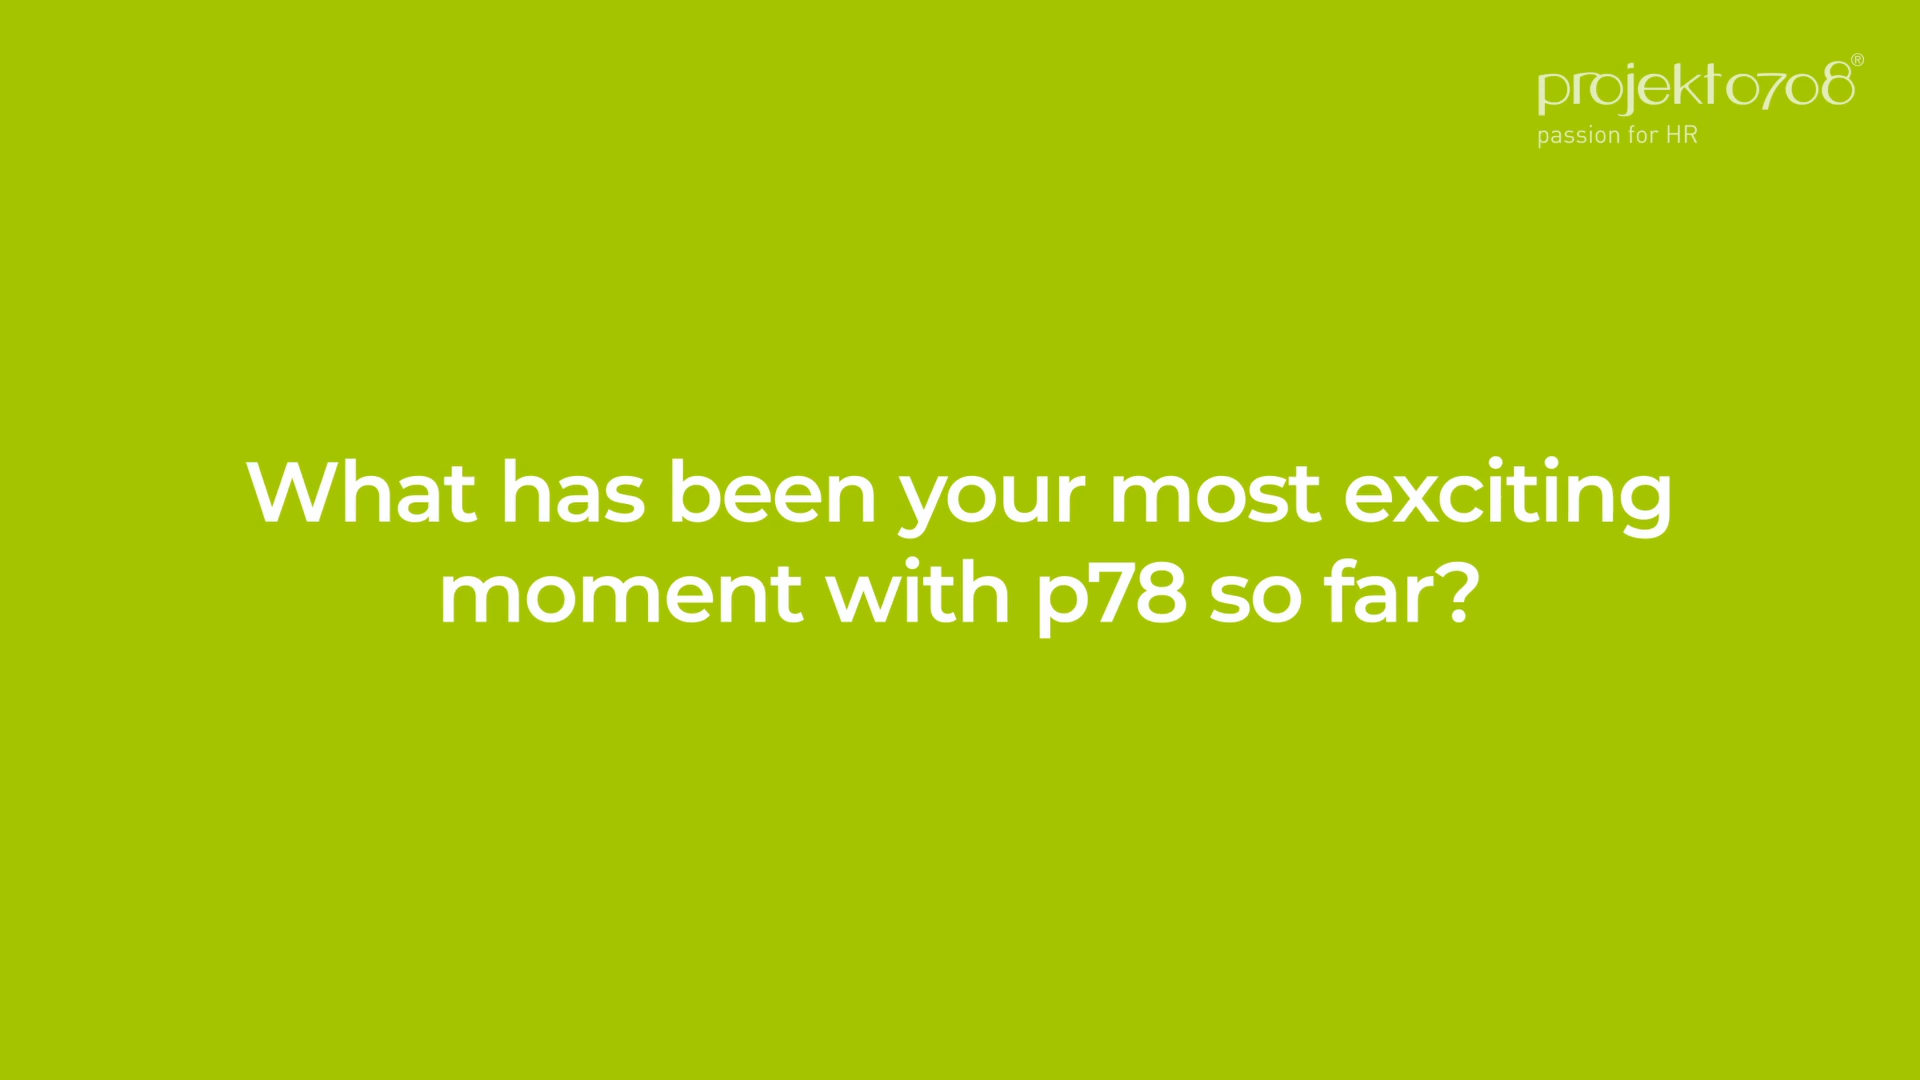 projekt0708®
passion for HR
What has been your most exciting
moment with p78 so far?